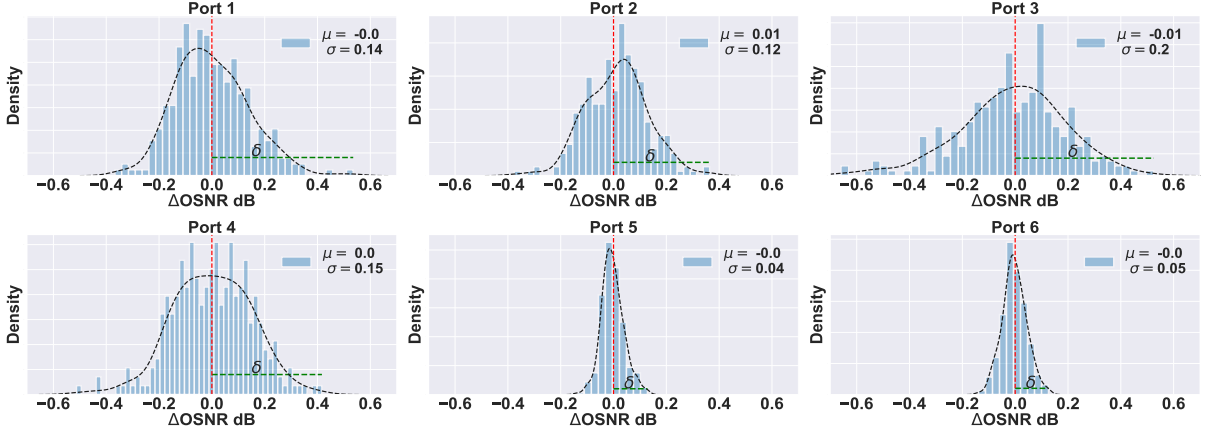 Port 1
Density
μ = -0.0
σ = 0.14
δ
−0.6 −0.4 −0.2 0.0 0.2 0.4 0.6
ΔOSNR dB
Port 2
Density
μ = 0.01
σ = 0.12
δ
−0.6 −0.4 −0.2 0.0 0.2 0.4 0.6
ΔOSNR dB
Port 3
Density
μ = -0.01
σ = 0.2
δ
−0.6 −0.4 −0.2 0.0 0.2 0.4 0.6
ΔOSNR dB
Port 4
Density
μ = 0.0
σ = 0.15
δ
−0.6 −0.4 −0.2 0.0 0.2 0.4 0.6
ΔOSNR dB
Port 5
Density
μ = -0.0
σ = 0.04
δ
−0.6 −0.4 −0.2 0.0 0.2 0.4 0.6
ΔOSNR dB
Port 6
Density
μ = -0.0
σ = 0.05
δ
−0.6 −0.4 −0.2 0.0 0.2 0.4 0.6
ΔOSNR dB